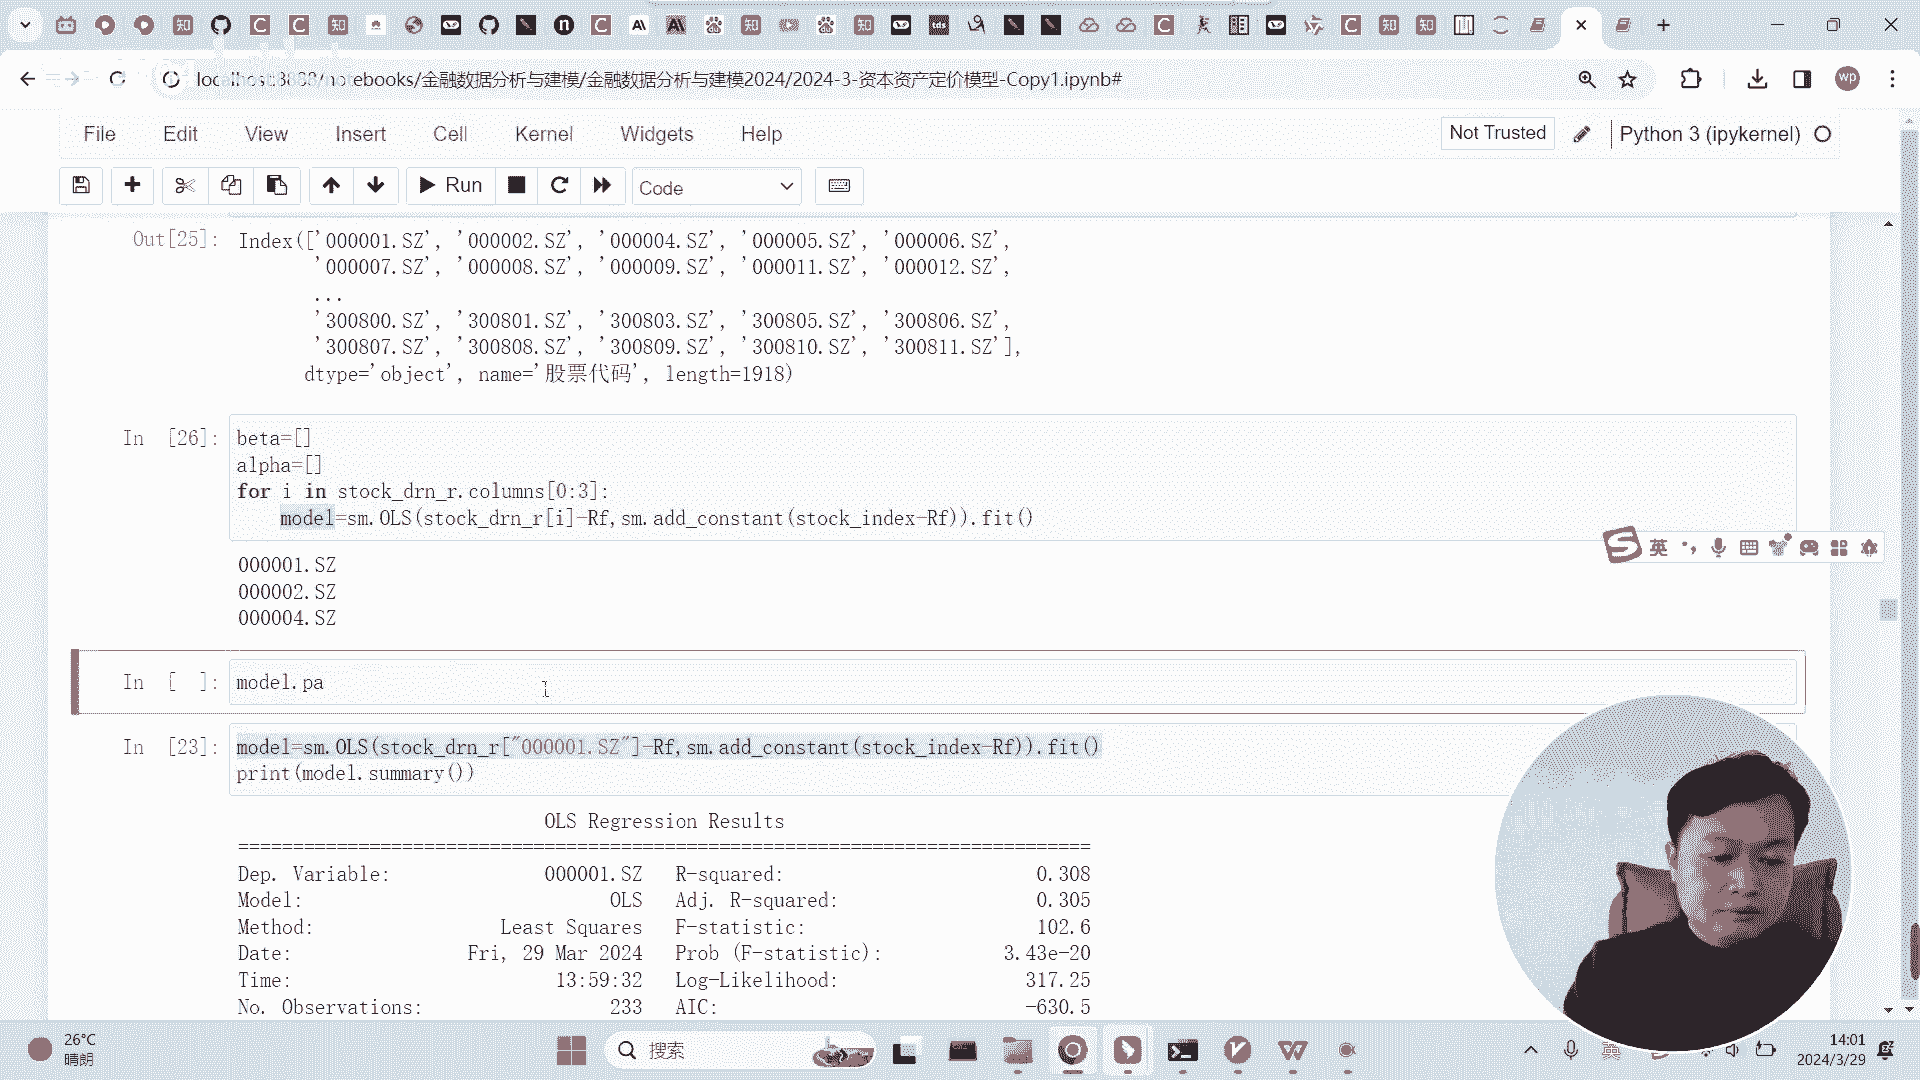 localhost:8888/notebooks/金融数据分析与建模/金融数据分析与建模2024/2024-3-资本资产定价模型-Copy1.ipynb#
wp
File Edit View Insert Cell Kernel Widgets Help
Not Trusted
Python 3 (ipykernel)
Run
Code
Out[25]: Index(['000001.SZ', '000002.SZ', '000004.SZ', '000005.SZ', '000006.SZ',
'000007.SZ', '000008.SZ', '000009.SZ', '000011.SZ', '000012.SZ',
...
'300800.SZ', '300801.SZ', '300803.SZ', '300805.SZ', '300806.SZ',
'300807.SZ', '300808.SZ', '300809.SZ', '300810.SZ', '300811.SZ'],
dtype='object', name='股票代码', length=1918)
In [26]: beta=[]
alpha=[]
for i in stock_drn_r.columns[0:3]:
model=sm.OLS(stock_drn_r[i]-Rf,sm.add_constant(stock_index-Rf)).fit()
英
000001.SZ
000002.SZ
000004.SZ
In [ ]: model.pa
In [23]: model=sm.OLS(stock_drn_r["000001.SZ"]-Rf,sm.add_constant(stock_index-Rf)).fit()
print(model.summary())
OLS Regression Results
==============================================================================
Dep. Variable: 000001.SZ R-squared: 0.308
Model: OLS Adj. R-squared: 0.305
Method: Least Squares F-statistic: 102.6
Date: Fri, 29 Mar 2024 Prob (F-statistic): 3.43e-20
Time: 13:59:32 Log-Likelihood: 317.25
No. Observations: 233 AIC: -630.5
26°C
晴朗
搜索
英
14:01
2024/3/29